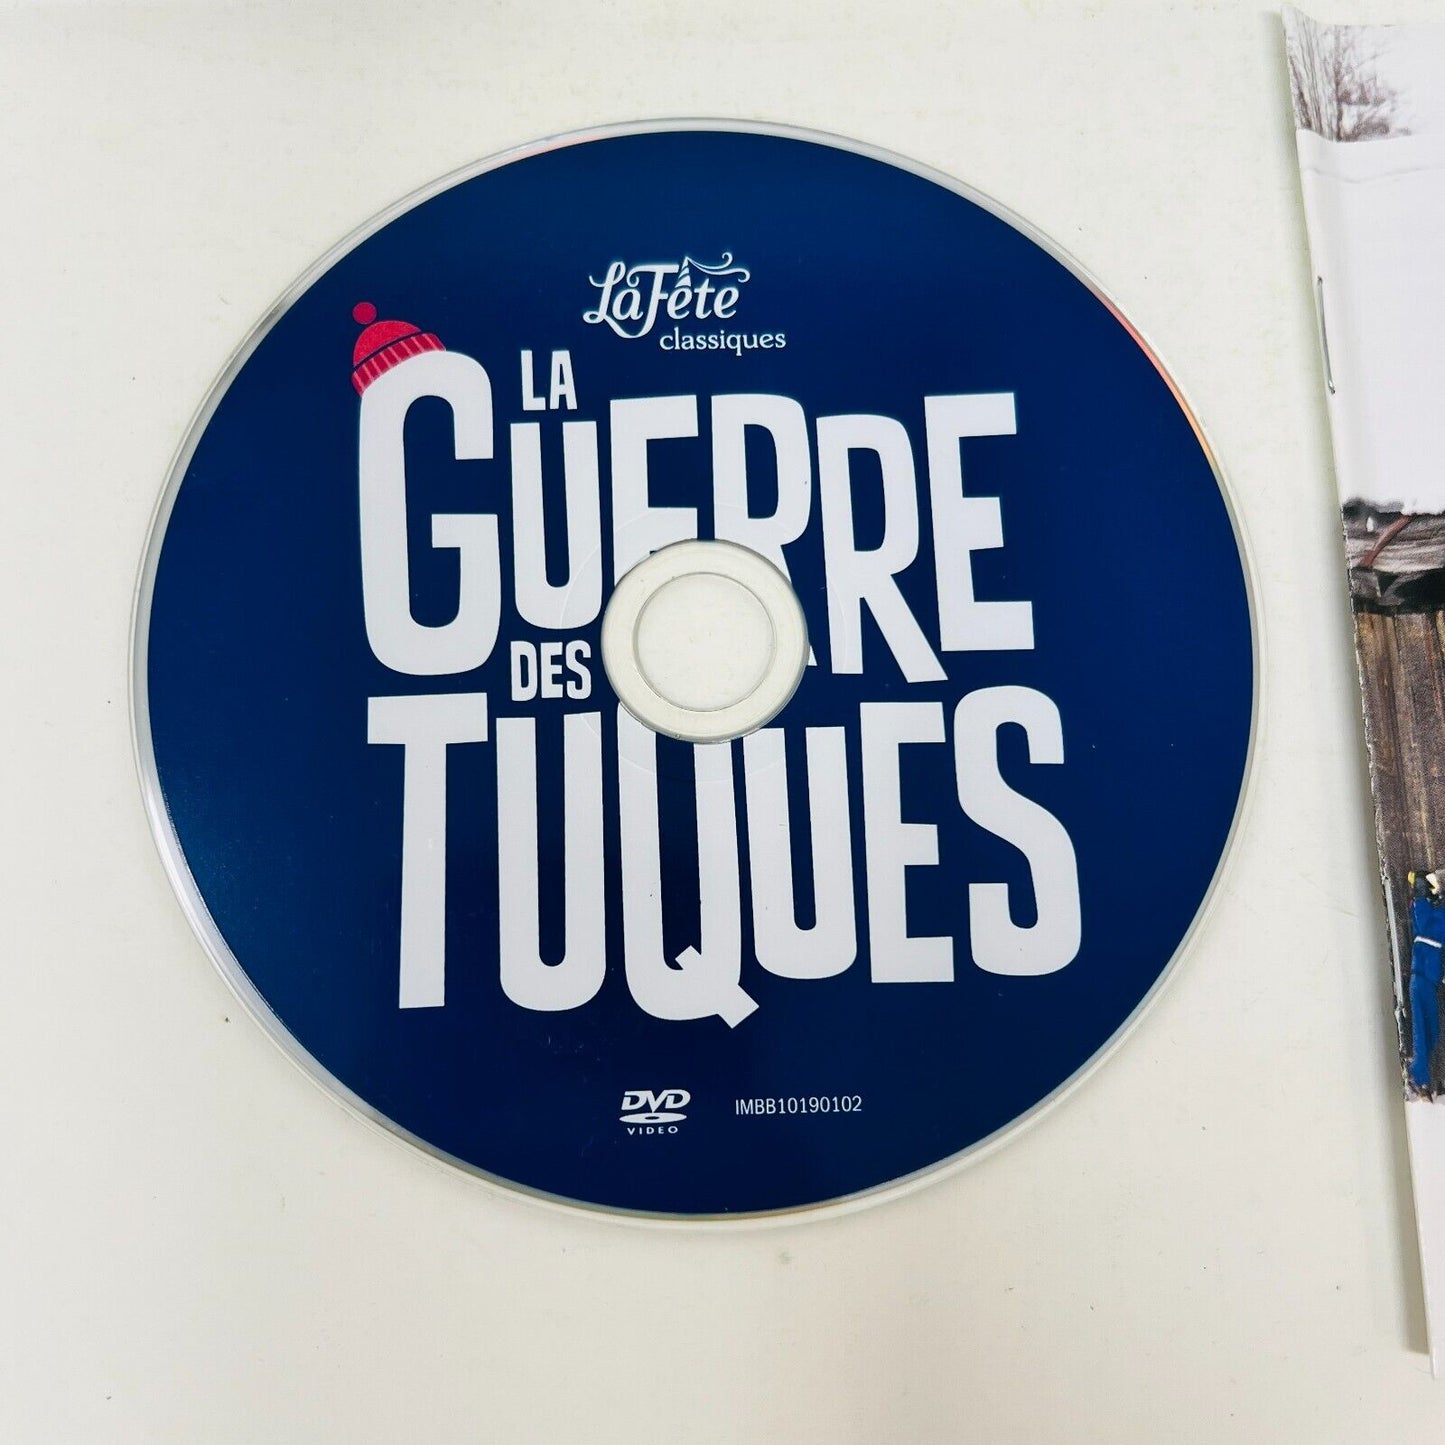 LaFête
classiques
LA
GUERRE
DES
TUQUES
DVD
VIDEO
IMBB10190102